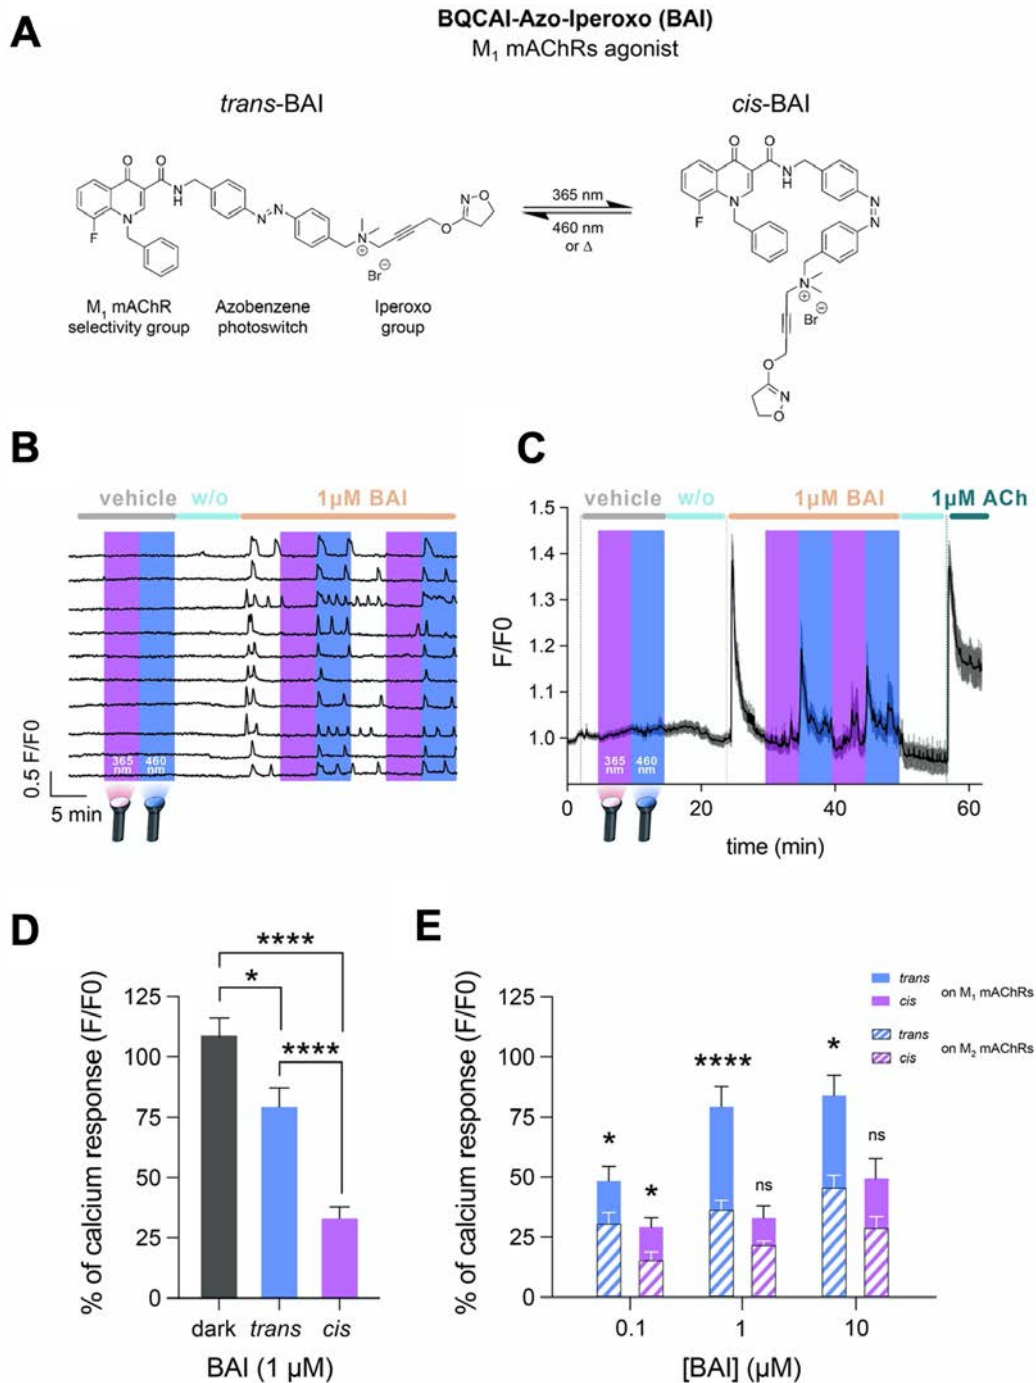 A
BQCAI-Azo-Iperoxo (BAI)
M₁ mAChRs agonist
trans-BAI
cis-BAI
O O
N
H
N
F
N=N
N
⊕
Br⊖
O
N-O
365 nm
460 nm
or Δ
O O
N
H
N
F
N
N
N
⊕
Br⊖
O
N
O
M₁ mAChR
selectivity group
Azobenzene
photoswitch
Iperoxo
group
B
vehicle w/o 1µM BAI
365
nm
460
nm
0.5 F/F0
5 min
C
vehicle w/o 1µM BAI 1µM ACh
F/F0
1.5
1.4
1.3
1.2
1.1
1.0
365
nm
460
nm
0 20 40 60
time (min)
D
% of calcium response (F/F0)
125
100
75
50
25
0
****
*
****
dark trans cis
BAI (1 µM)
E
% of calcium response (F/F0)
125
100
75
50
25
0
trans
cis
on M₁ mAChRs
trans
cis
on M₂ mAChRs
* * **** ns * ns
0.1 1 10
[BAI] (µM)